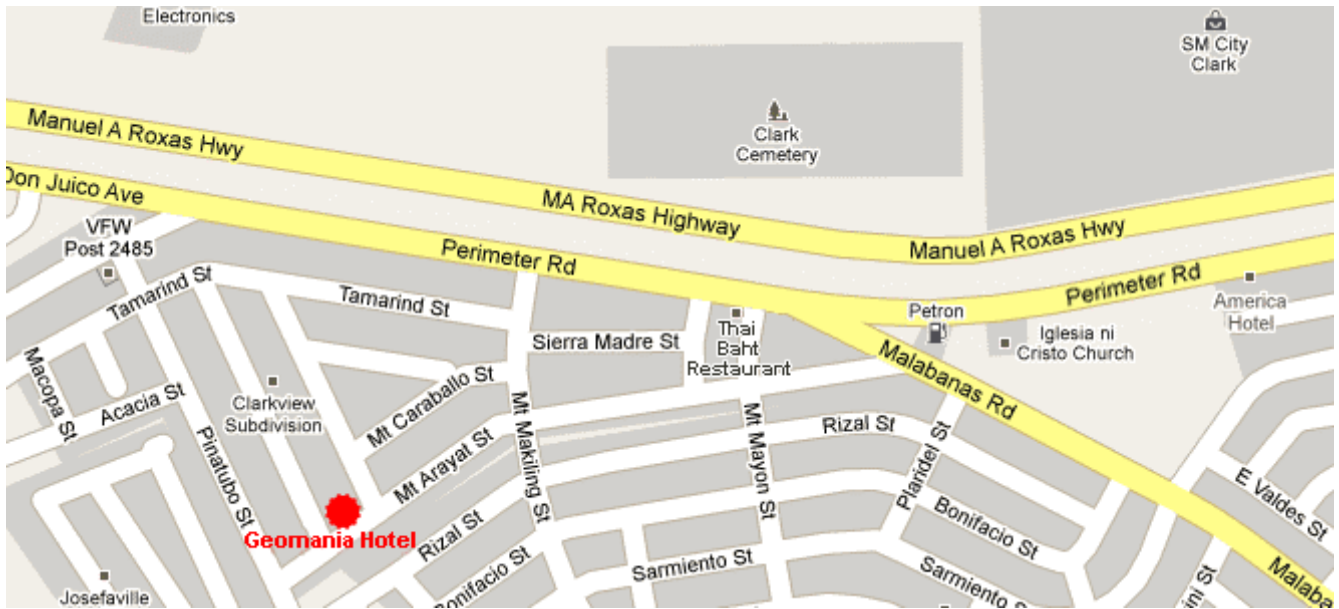 Electronics
SM City
Clark
Clark
Cemetery
Manuel A Roxas Hwy
MA Roxas Highway
Manuel A Roxas Hwy
Don Juico Ave
Perimeter Rd
Perimeter Rd
VFW
Post 2485
Tamarind St
Tamarind St
America
Hotel
Petron
Iglesia ni
Cristo Church
Thai
Baht
Restaurant
Sierra Madre St
Malabanas Rd
Macopa St
Acacia St
Clarkview
Subdivision
Mt Caraballo St
Mt Makiling St
Mt Arayat St
Mt Mayon St
Rizal St
Plaridel St
E Valdes St
Pinatubo St
Geornania Hotel
Rizal St
Bonifacio St
Bonifacio St
Sarmiento St
Sarmiento St
Malaba
ini St
Josefaville